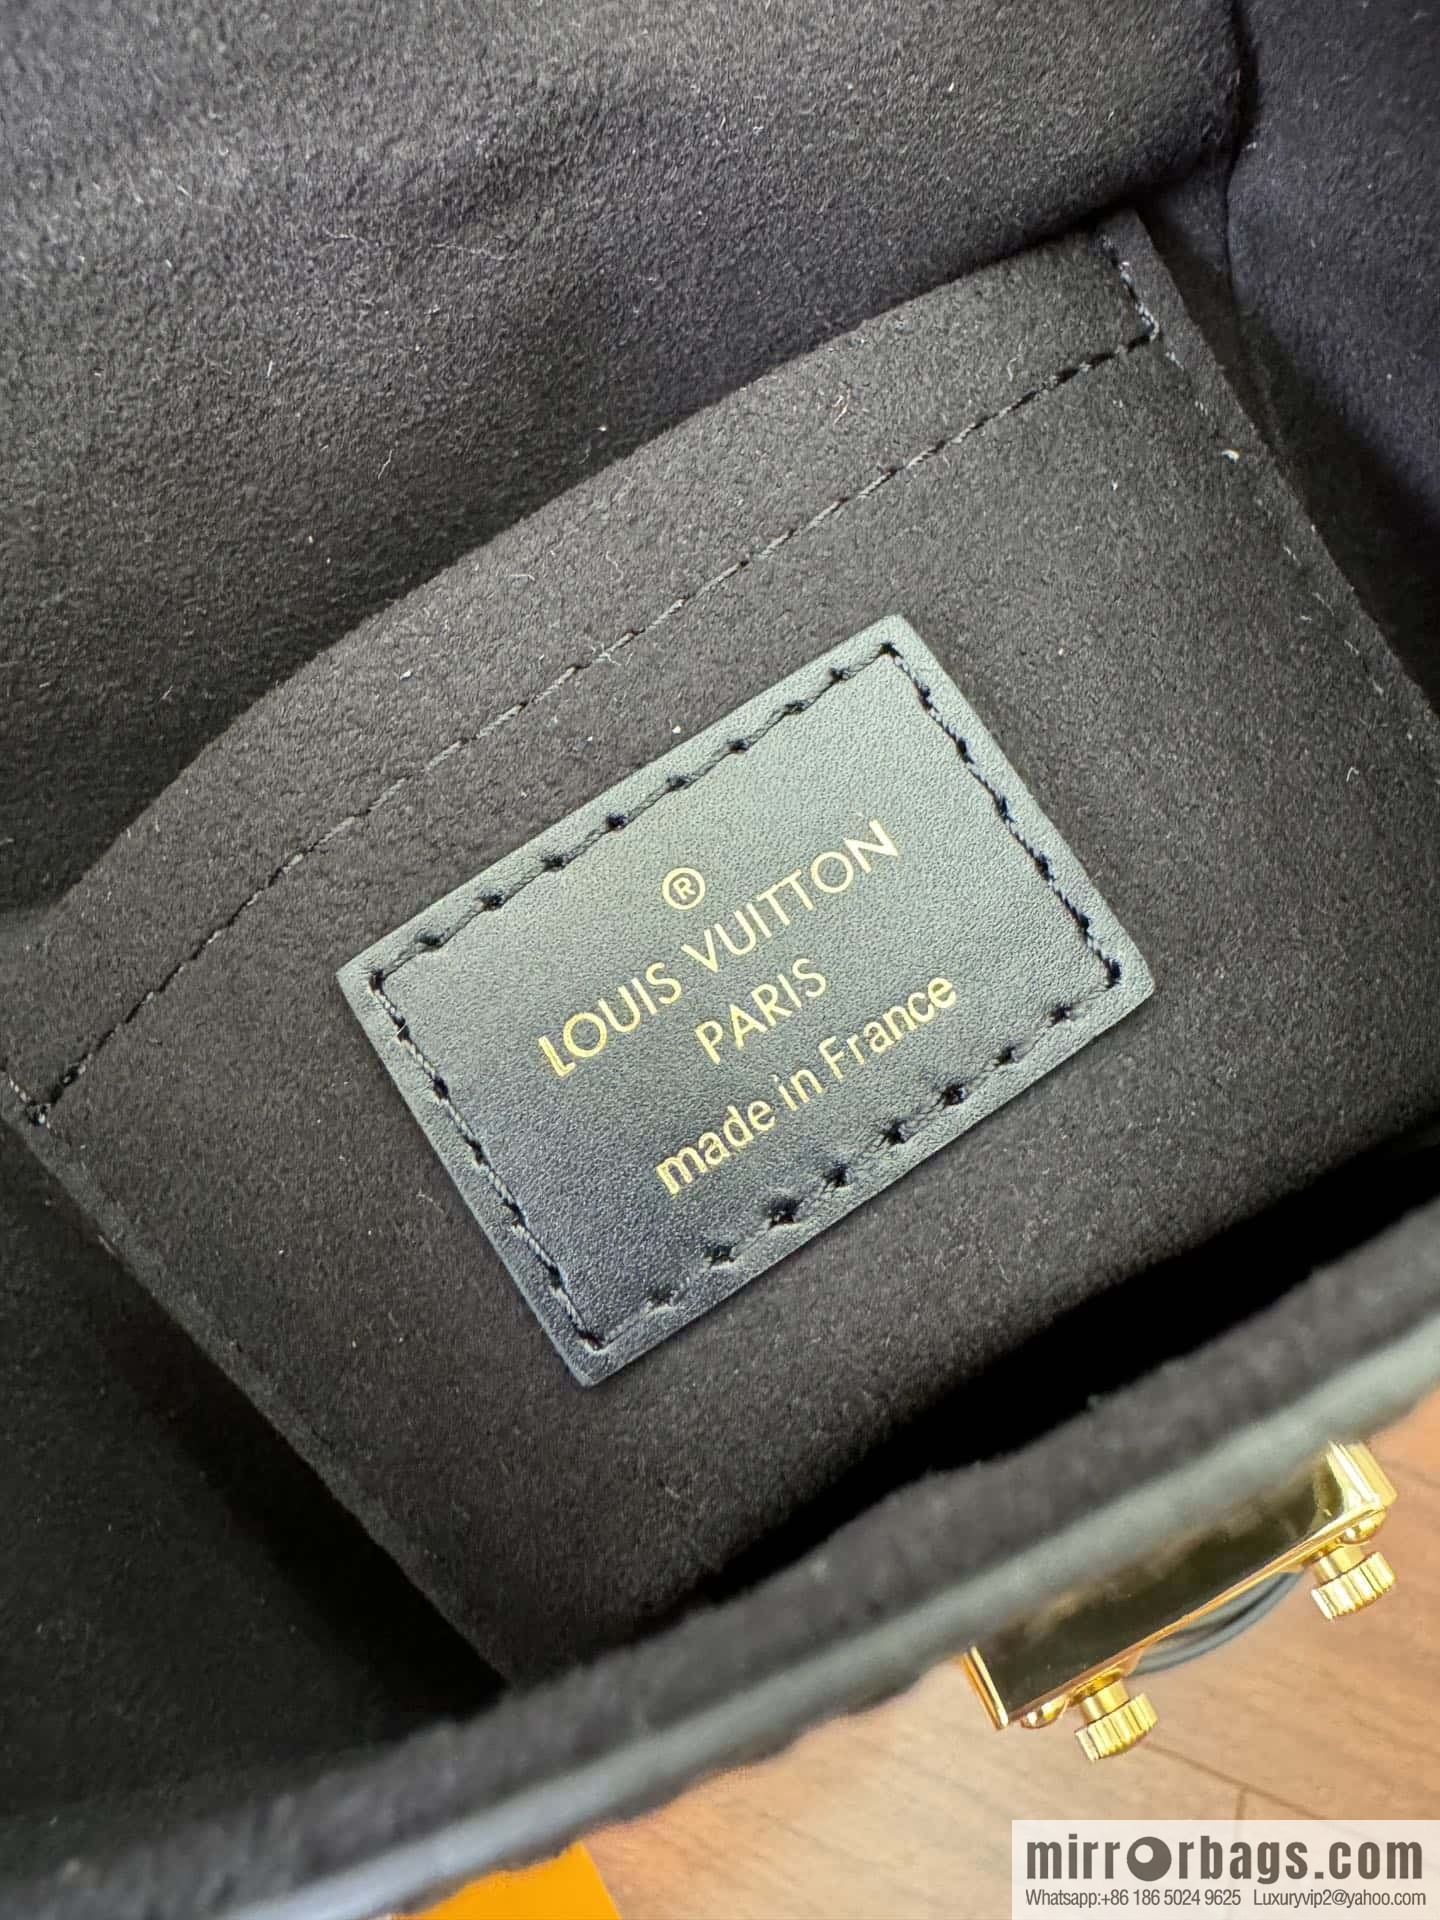 ®
LOUIS VUITTON
PARIS
made in France
mirrorbags.com
Whatsapp:+86 186 5024 9625 Luxuryvip2@yahoo.com